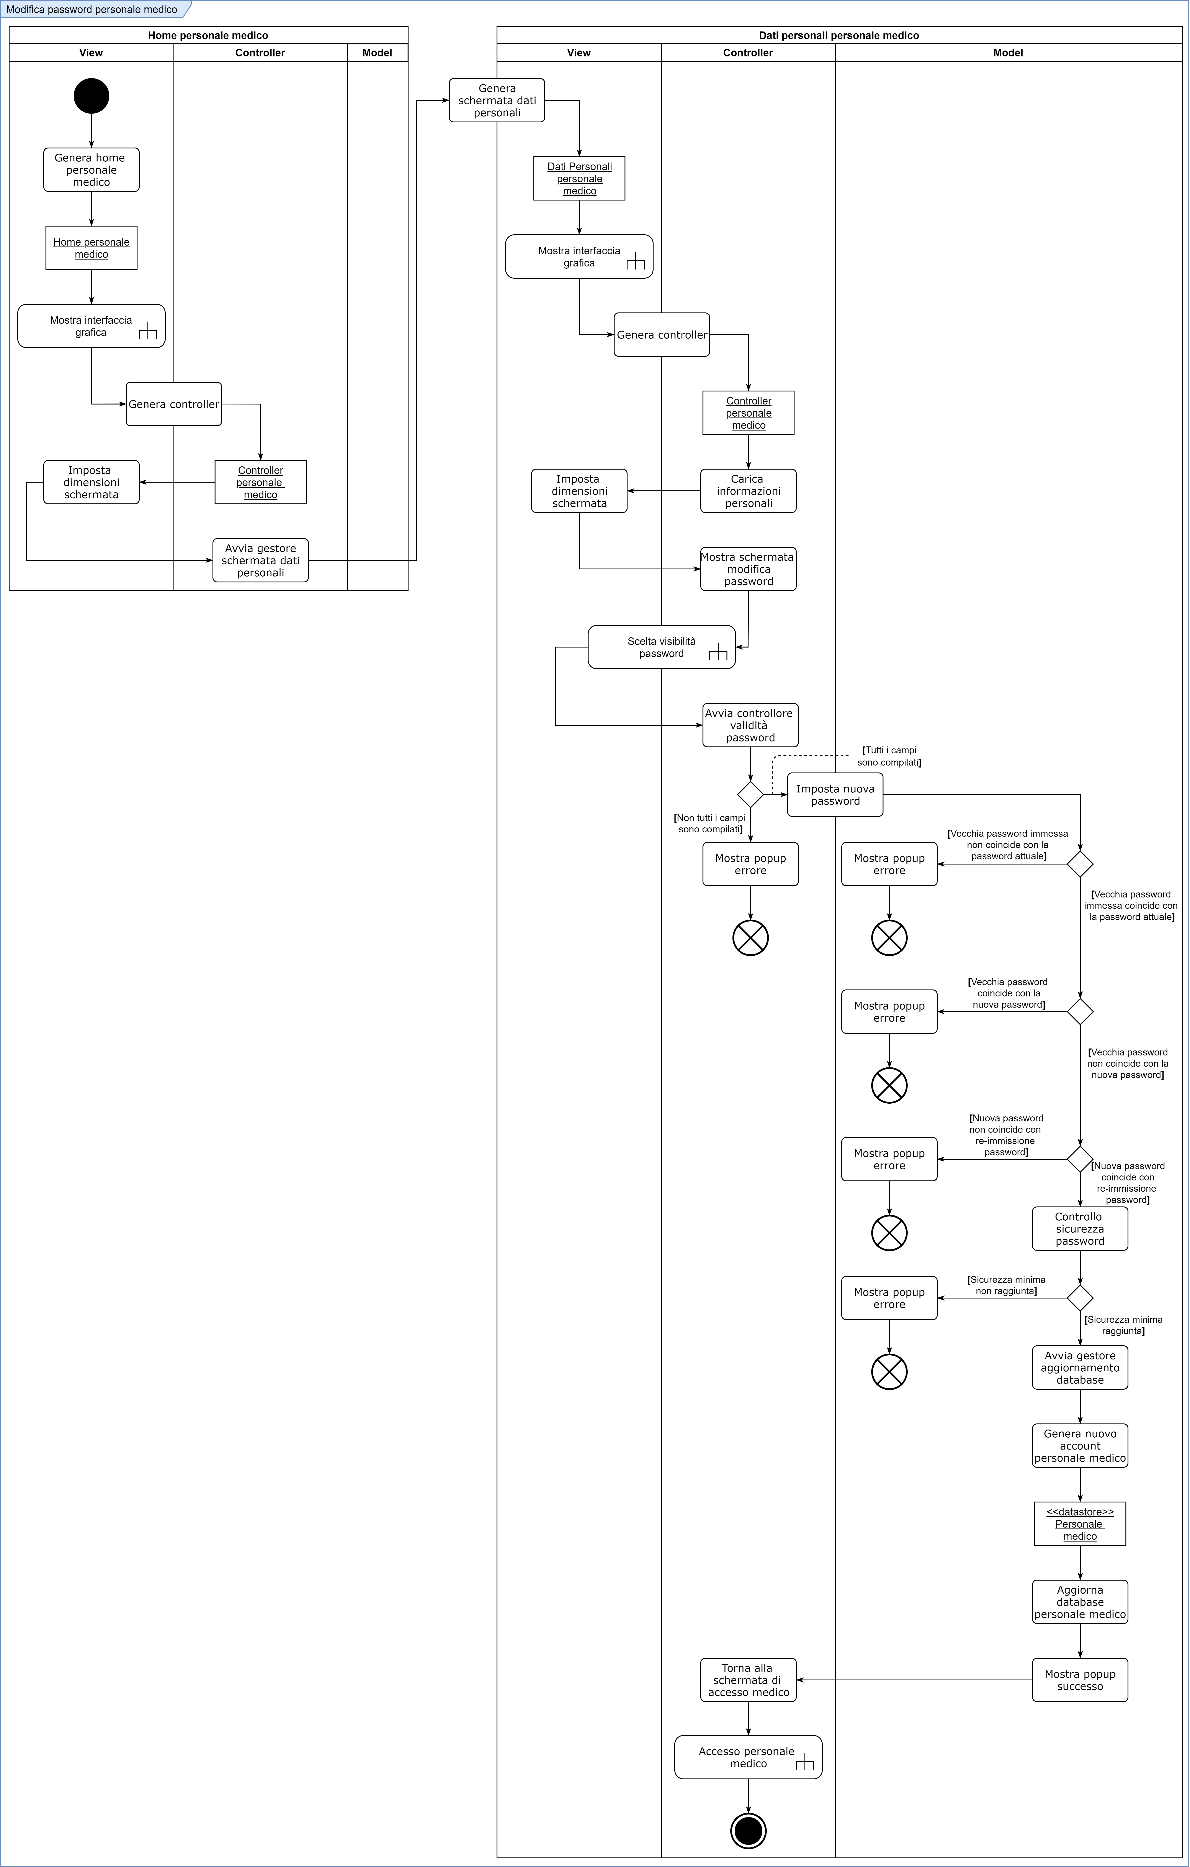 Modifica password personale medico
Home personale medico
View
Controller
Model
Genera home
personale
medico
Home personale
medico
Mostra interfaccia
grafica
Genera controller
Controller
personale
medico
Imposta
dimensioni
schermata
Avvia gestore
schermata dati
personali
Dati personali personale medico
View
Controller
Model
Genera
schermata dati
personali
Dati Personali
personale
medico
Mostra interfaccia
grafica
Genera controller
Controller
personale
medico
Carica
informazioni
personali
Imposta
dimensioni
schermata
Mostra schermata
modifica
password
Scelta visibilità
password
Avvia controllore
validità
password
[Tutti i campi
sono compilati]
Imposta nuova
password
[Non tutti i campi
sono compilati]
Mostra popup
errore
[Vecchia password immessa
non coincide con la
password attuale]
Mostra popup
errore
[Vecchia password
immessa coincide con
la password attuale]
[Vecchia password
coincide con la
nuova password]
Mostra popup
errore
[Vecchia password
non coincide con la
nuova password]
[Nuova password
non coincide con
re-immissione
password]
Mostra popup
errore
[Nuova password
coincide con
re-immissione
password]
Controllo
sicurezza
password
[Sicurezza minima
non raggiunta]
Mostra popup
errore
[Sicurezza minima
raggiunta]
Avvia gestore
aggiornamento
database
Genera nuovo
account
personale medico
<<datastore>>
Personale
medico
Aggiorna
database
personale medico
Mostra popup
successo
Torna alla
schermata di
accesso medico
Accesso personale
medico